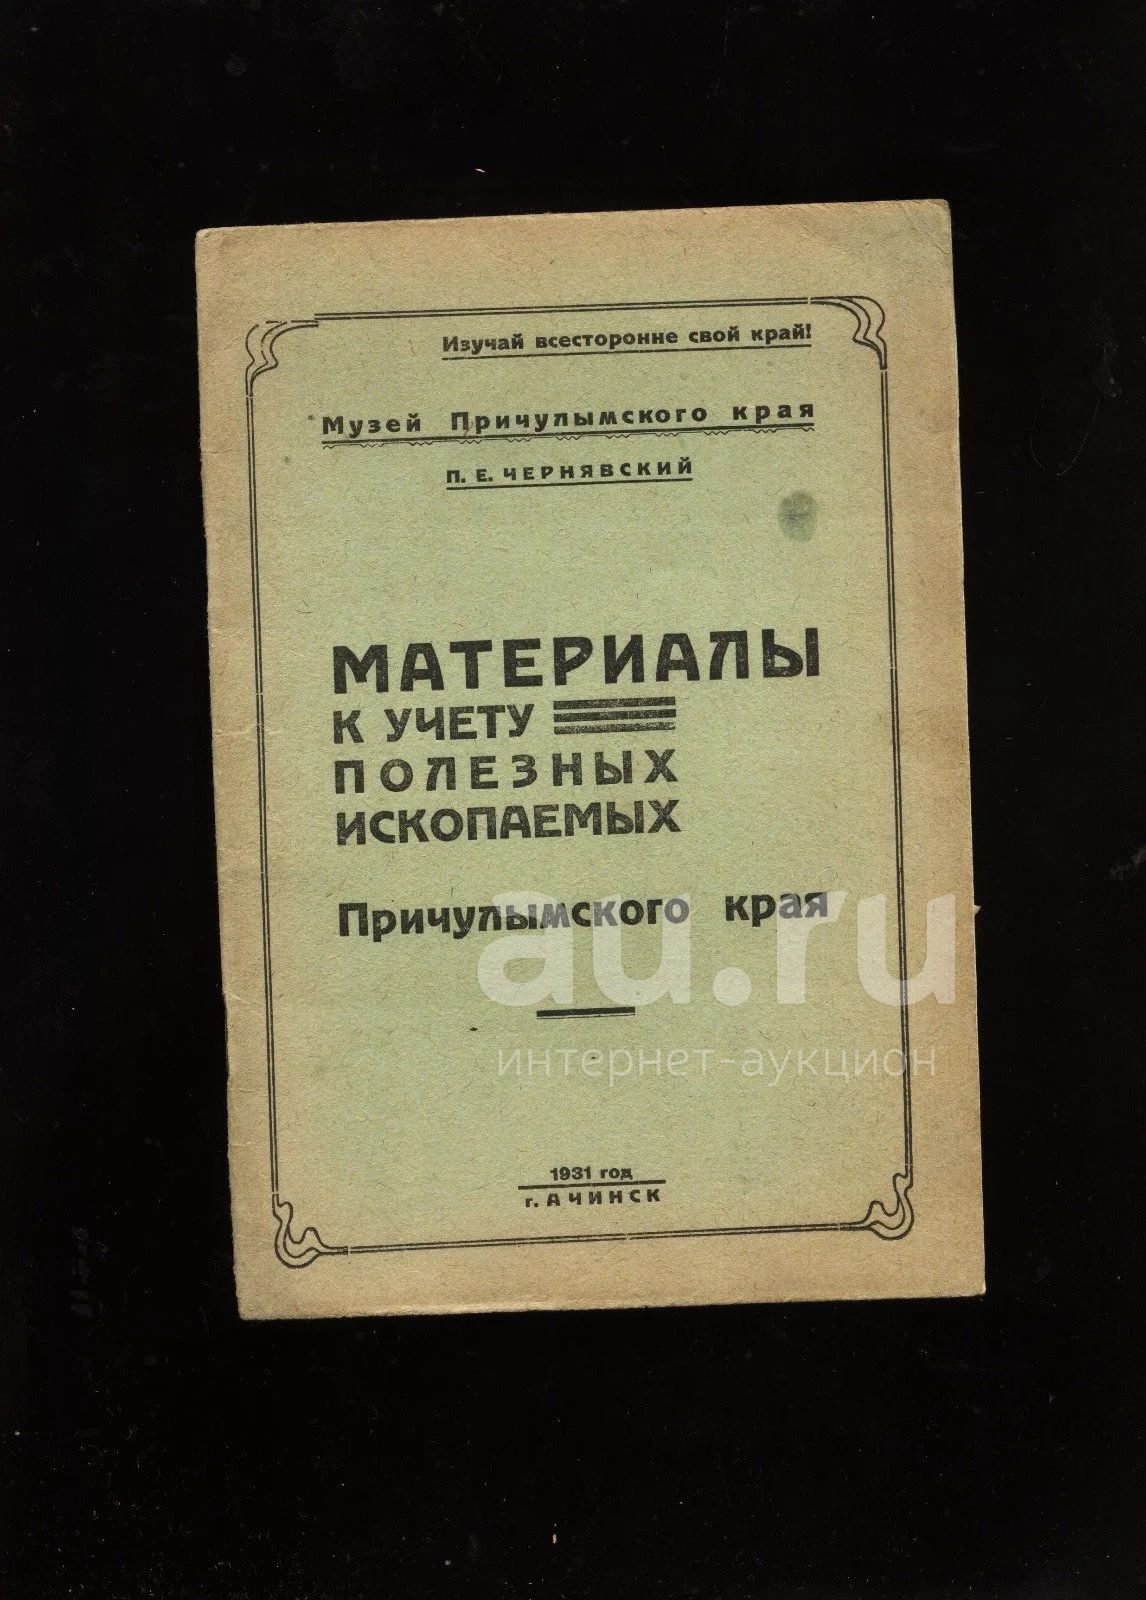 Изучай всесторонне свой край!
Музей Причулымского края
П. Е. ЧЕРНЯВСКИЙ
МАТЕРИАЛЫ
К УЧЕТУ
ПОЛЕЗНЫХ
ИСКОПАЕМЫХ
Причулымского края
au.ru
интернет-аукцион
1931 год
г. АЧИНСК